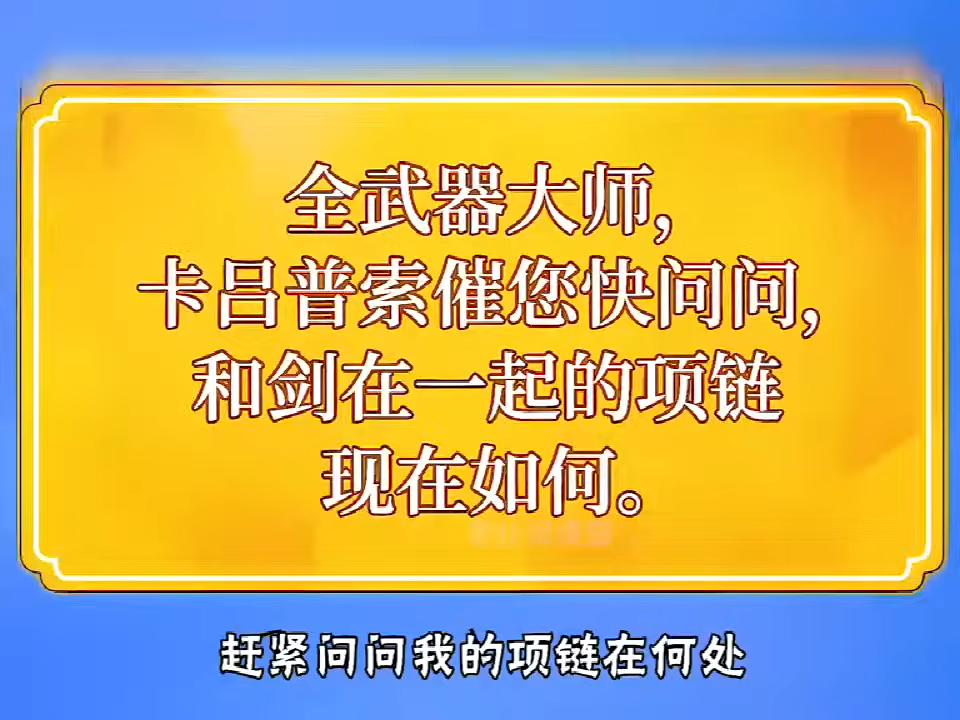 全武器大师,
卡吕普索催您快问问,
和剑在一起的项链
现在如何。
赶紧问问我的项链在何处